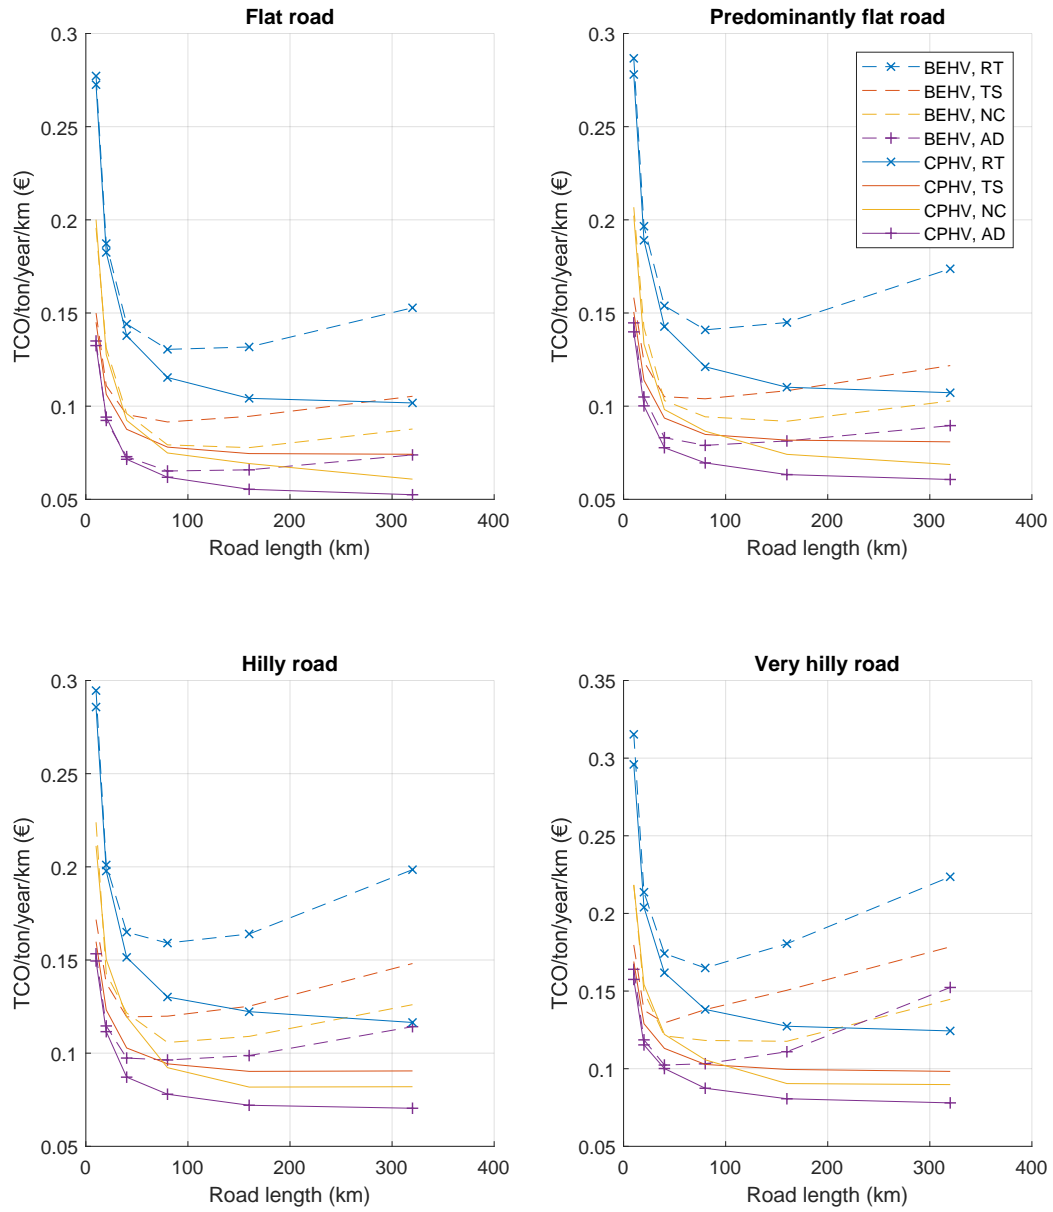 Flat road
0.3
0.25
0.2
0.15
0.1
0.05
TCO/ton/year/km (€)
0
100
200
300
400
Road length (km)
Predominantly flat road
0.3
0.25
0.2
0.15
0.1
0.05
TCO/ton/year/km (€)
BEHV, RT
BEHV, TS
BEHV, NC
BEHV, AD
CPHV, RT
CPHV, TS
CPHV, NC
CPHV, AD
0
100
200
300
400
Road length (km)
Hilly road
0.3
0.25
0.2
0.15
0.1
0.05
TCO/ton/year/km (€)
0
100
200
300
400
Road length (km)
Very hilly road
0.35
0.3
0.25
0.2
0.15
0.1
0.05
TCO/ton/year/km (€)
0
100
200
300
400
Road length (km)